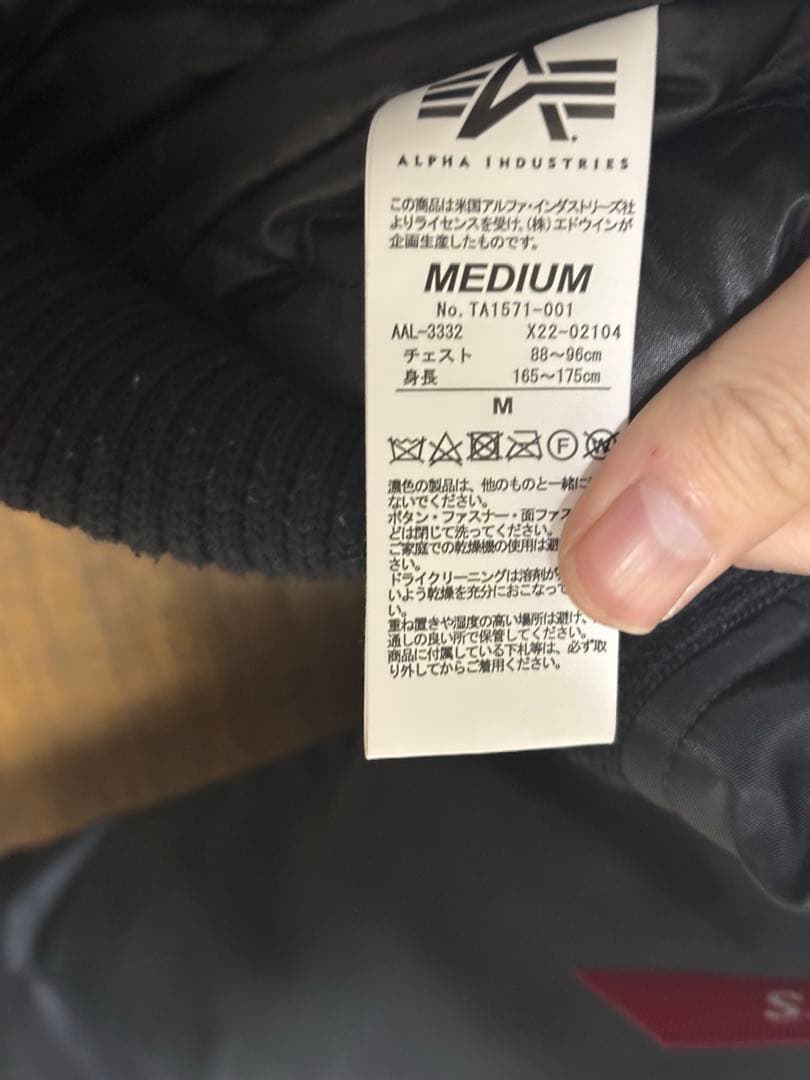 ALPHA INDUSTRIES
この商品は米国アルファ・インダストリーズ社
よりライセンスを受け、(株)エドウインが
企画生産したものです。
MEDIUM
No. TA1571-001
AAL-3332 X22-02104
チェスト 88～96cm
身長 165～175cm
M
F W
濃色の製品は、他のものと一緒に
ないでください。
ボタン・ファスナー・面ファス
どは閉じて洗ってください。
ご家庭での乾燥機の使用は避
さい。
ドライクリーニングは溶剤が
いよう乾燥を充分におこなって
い。
重ね置きや湿度の高い場所は避け、
通しの良い所で保管してください。
商品に付属している下札等は、必ず取
り外してからご着用ください。
S